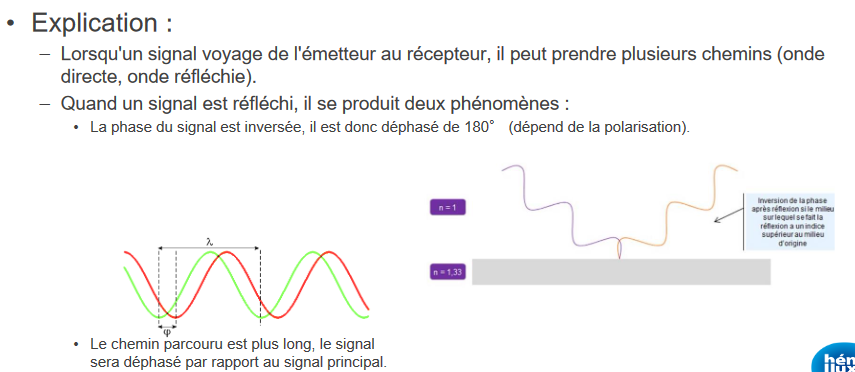 • Explication :
– Lorsqu'un signal voyage de l'émetteur au récepteur, il peut prendre plusieurs chemins (onde
directe, onde réfléchie).
– Quand un signal est réfléchi, il se produit deux phénomènes :
• La phase du signal est inversée, il est donc déphasé de 180° (dépend de la polarisation).
n = 1
Inversion de la phase
après réflexion si le milieu
sur lequel se fait la
réflexion a un indice
supérieur au milieu
d'origine
λ
n = 1,33
φ
• Le chemin parcouru est plus long, le signal
sera déphasé par rapport au signal principal.